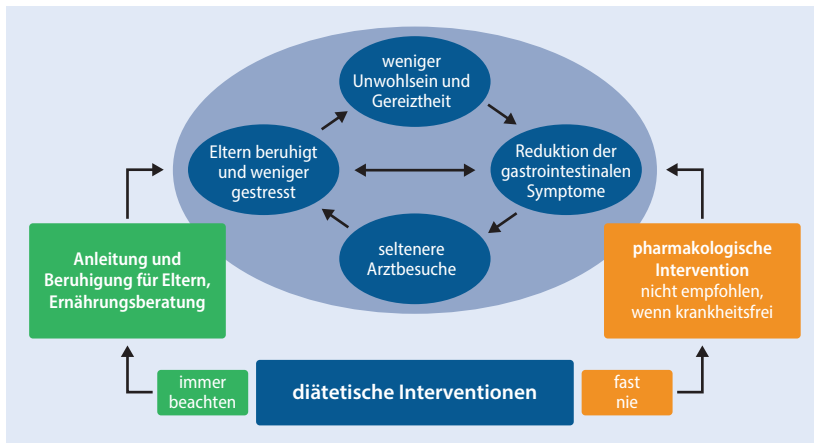 weniger
Unwohlsein und
Gereiztheit
Eltern beruhigt
und weniger
gestresst
Reduktion der
gastrointestinalen
Symptome
seltenere
Arztbesuche
Anleitung und
Beruhigung für Eltern,
Ernährungsberatung
pharmakologische
Intervention
nicht empfohlen,
wenn krankheitsfrei
immer
beachten
diätetische Interventionen
fast
nie